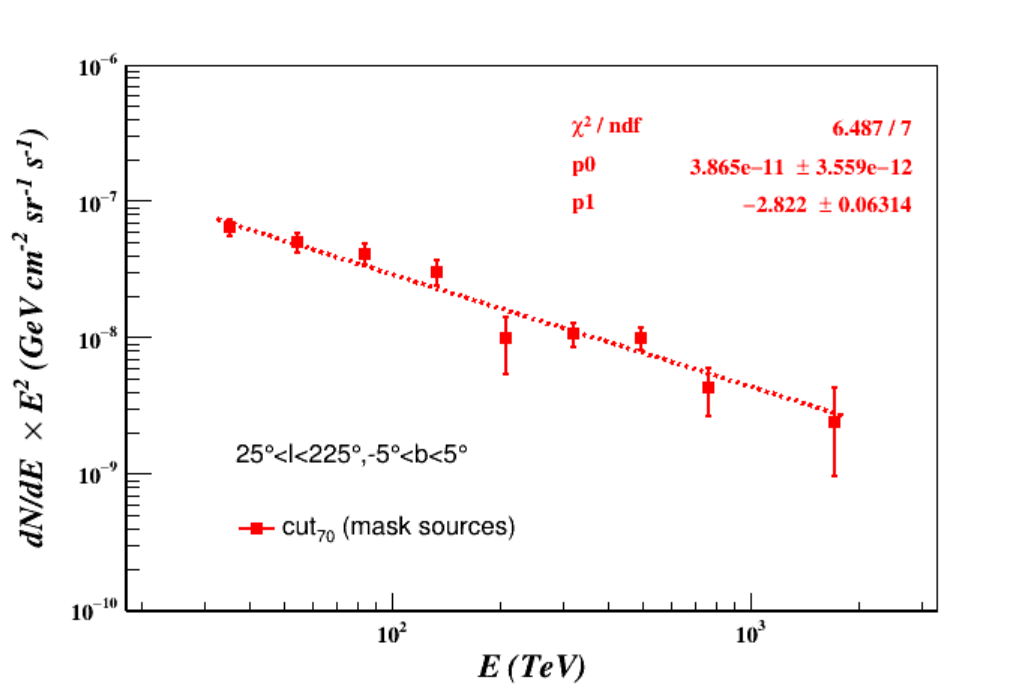 10⁻⁶
10⁻⁷
10⁻⁸
10⁻⁹
10⁻¹⁰
dN/dE × E² (GeV cm⁻² sr⁻¹ s⁻¹)
χ² / ndf 6.487 / 7
p0 3.865e−11 ± 3.559e−12
p1 −2.822 ± 0.06314
25°<l<225°,-5°<b<5°
cut₇₀ (mask sources)
10² 10³
E (TeV)